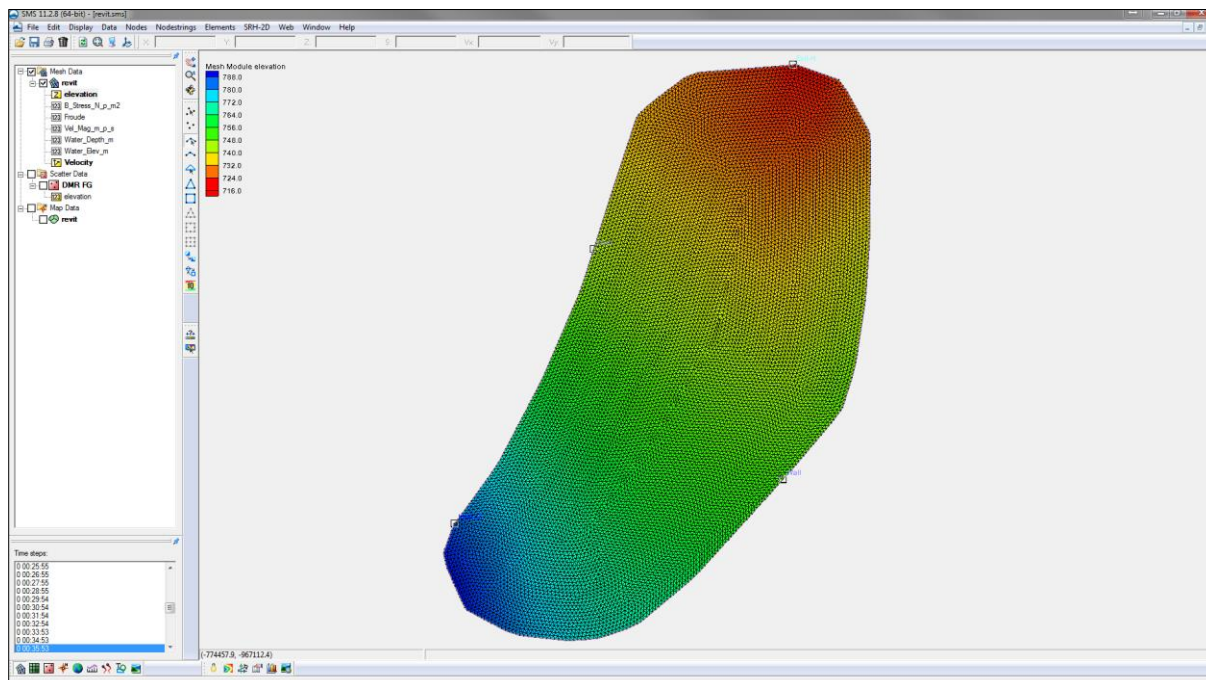 SMS 11.2.8 (64-bit) - [revit.sms]
File Edit Display Data Nodes Nodestrings Elements SRH-2D Web Window Help
X: Y: Z: S: Vx: Vy:
Mesh Data
revit
elevation
B_Stress_N_p_m2
Froude
Vel_Mag_m_p_s
Water_Depth_m
Water_Elev_m
Velocity
Scatter Data
DMR FG
elevation
Map Data
revit
Mesh Module elevation
788.0
780.0
772.0
764.0
756.0
748.0
740.0
732.0
724.0
716.0
Time steps:
0 00:25:55
0 00:26:55
0 00:27:55
0 00:28:55
0 00:29:54
0 00:30:54
0 00:31:54
0 00:32:54
0 00:33:53
0 00:34:53
0 00:35:53
(-774457.9, -967112.4)